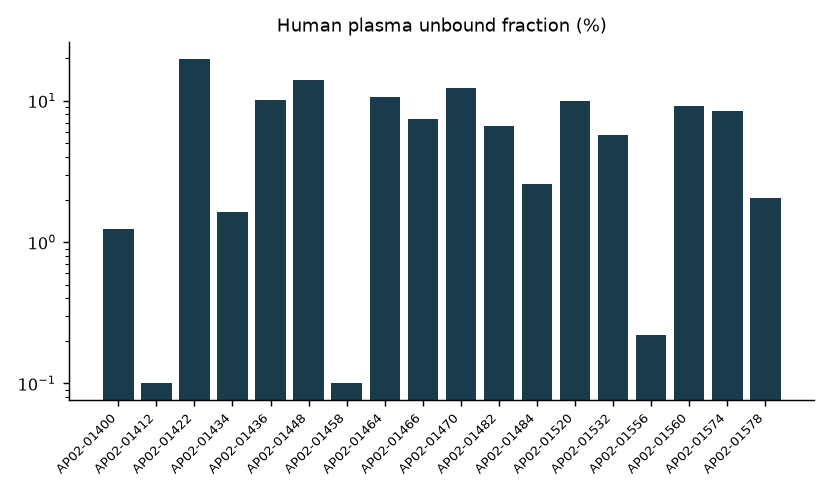 Human plasma unbound fraction (%)
10¹
10⁰
10⁻¹
AP02-01400
AP02-01412
AP02-01422
AP02-01434
AP02-01436
AP02-01448
AP02-01458
AP02-01464
AP02-01466
AP02-01470
AP02-01482
AP02-01484
AP02-01520
AP02-01532
AP02-01556
AP02-01560
AP02-01574
AP02-01578